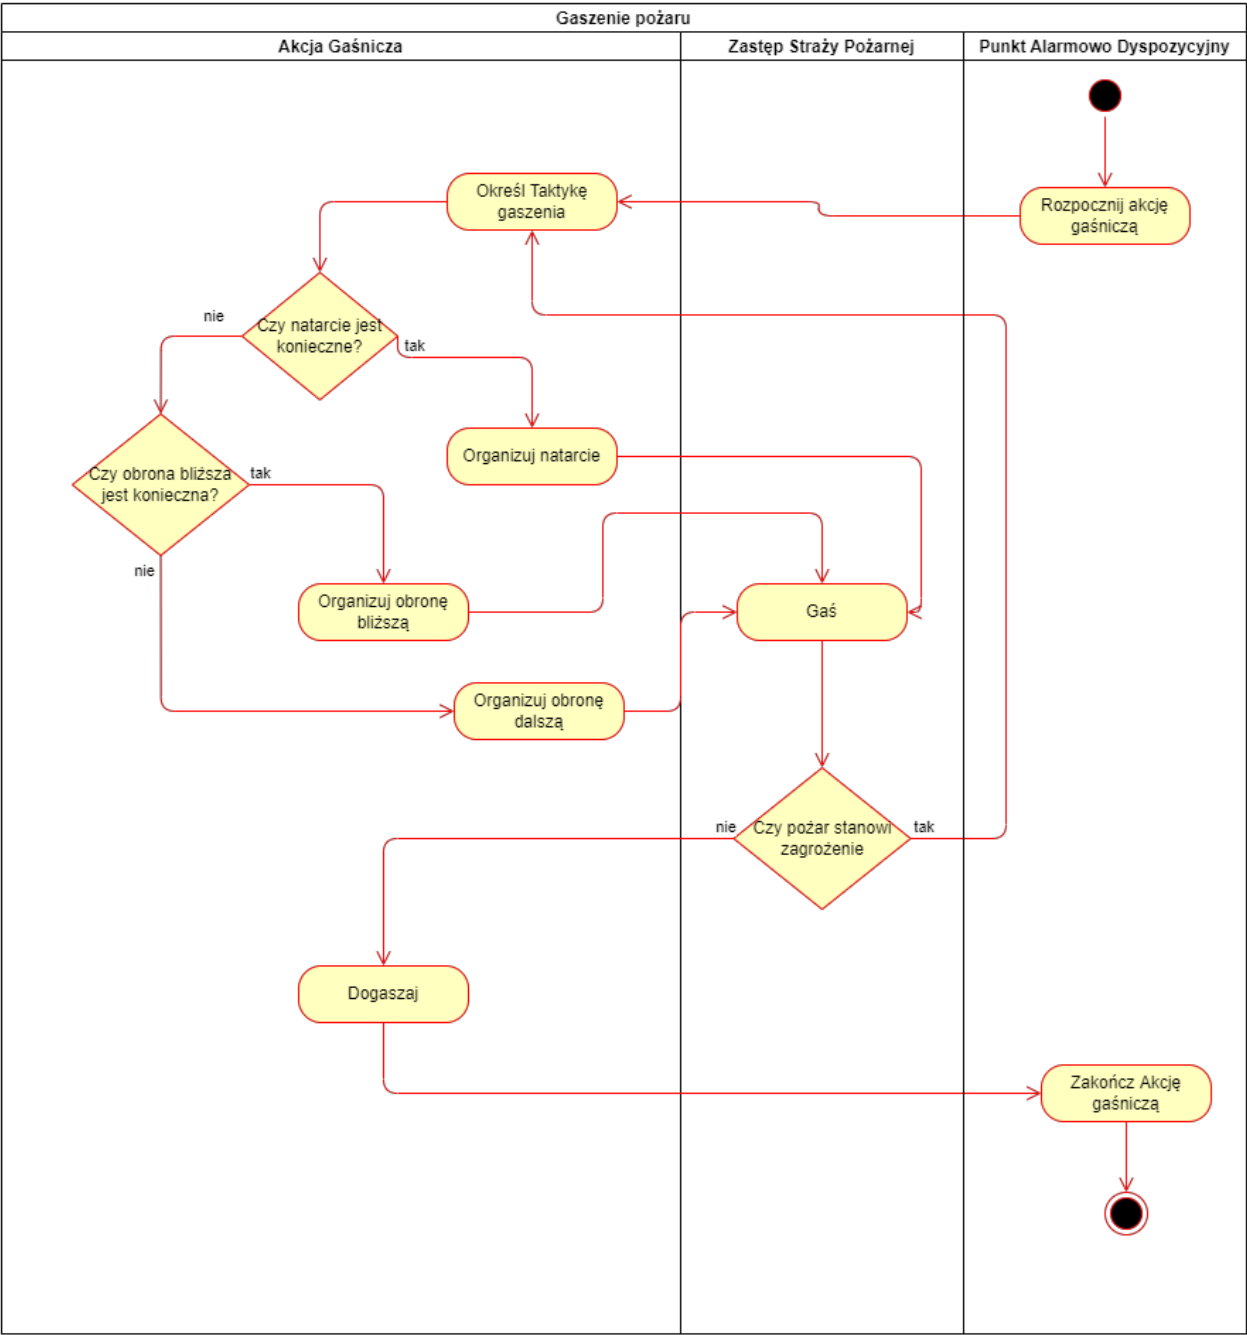 Gaszenie pożaru
Akcja Gaśnicza
Zastęp Straży Pożarnej
Punkt Alarmowo Dyspozycyjny
Określ Taktykę
gaszenia
Rozpocznij akcję
gaśniczą
nie
Czy natarcie jest
konieczne?
tak
Organizuj natarcie
Czy obrona bliższa
jest konieczna?
tak
nie
Organizuj obronę
bliższą
Gaś
Organizuj obronę
dalszą
nie
Czy pożar stanowi
zagrożenie
tak
Dogaszaj
Zakończ Akcję
gaśniczą